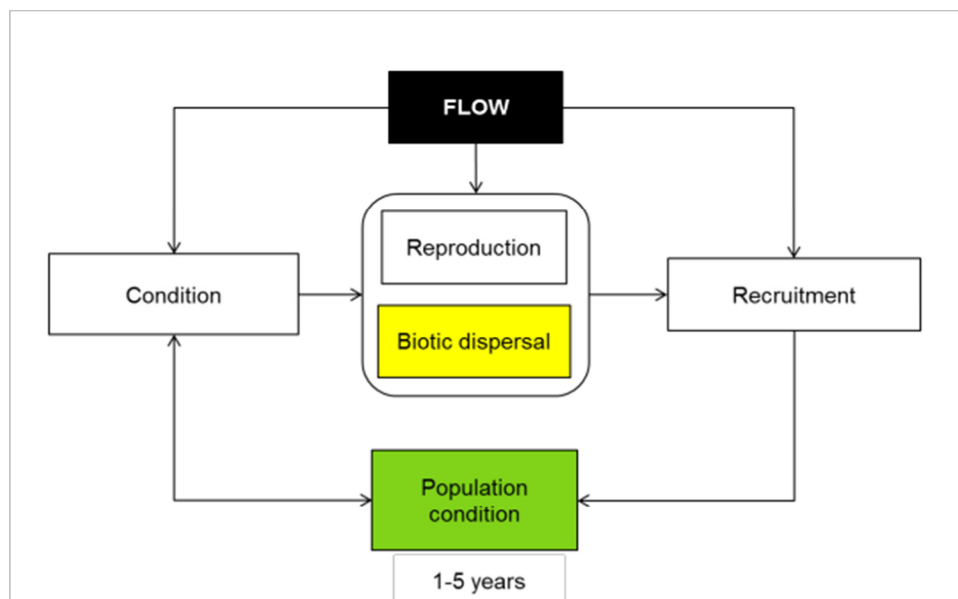 FLOW
Reproduction
Condition
Recruitment
Biotic dispersal
Population
condition
1-5 years